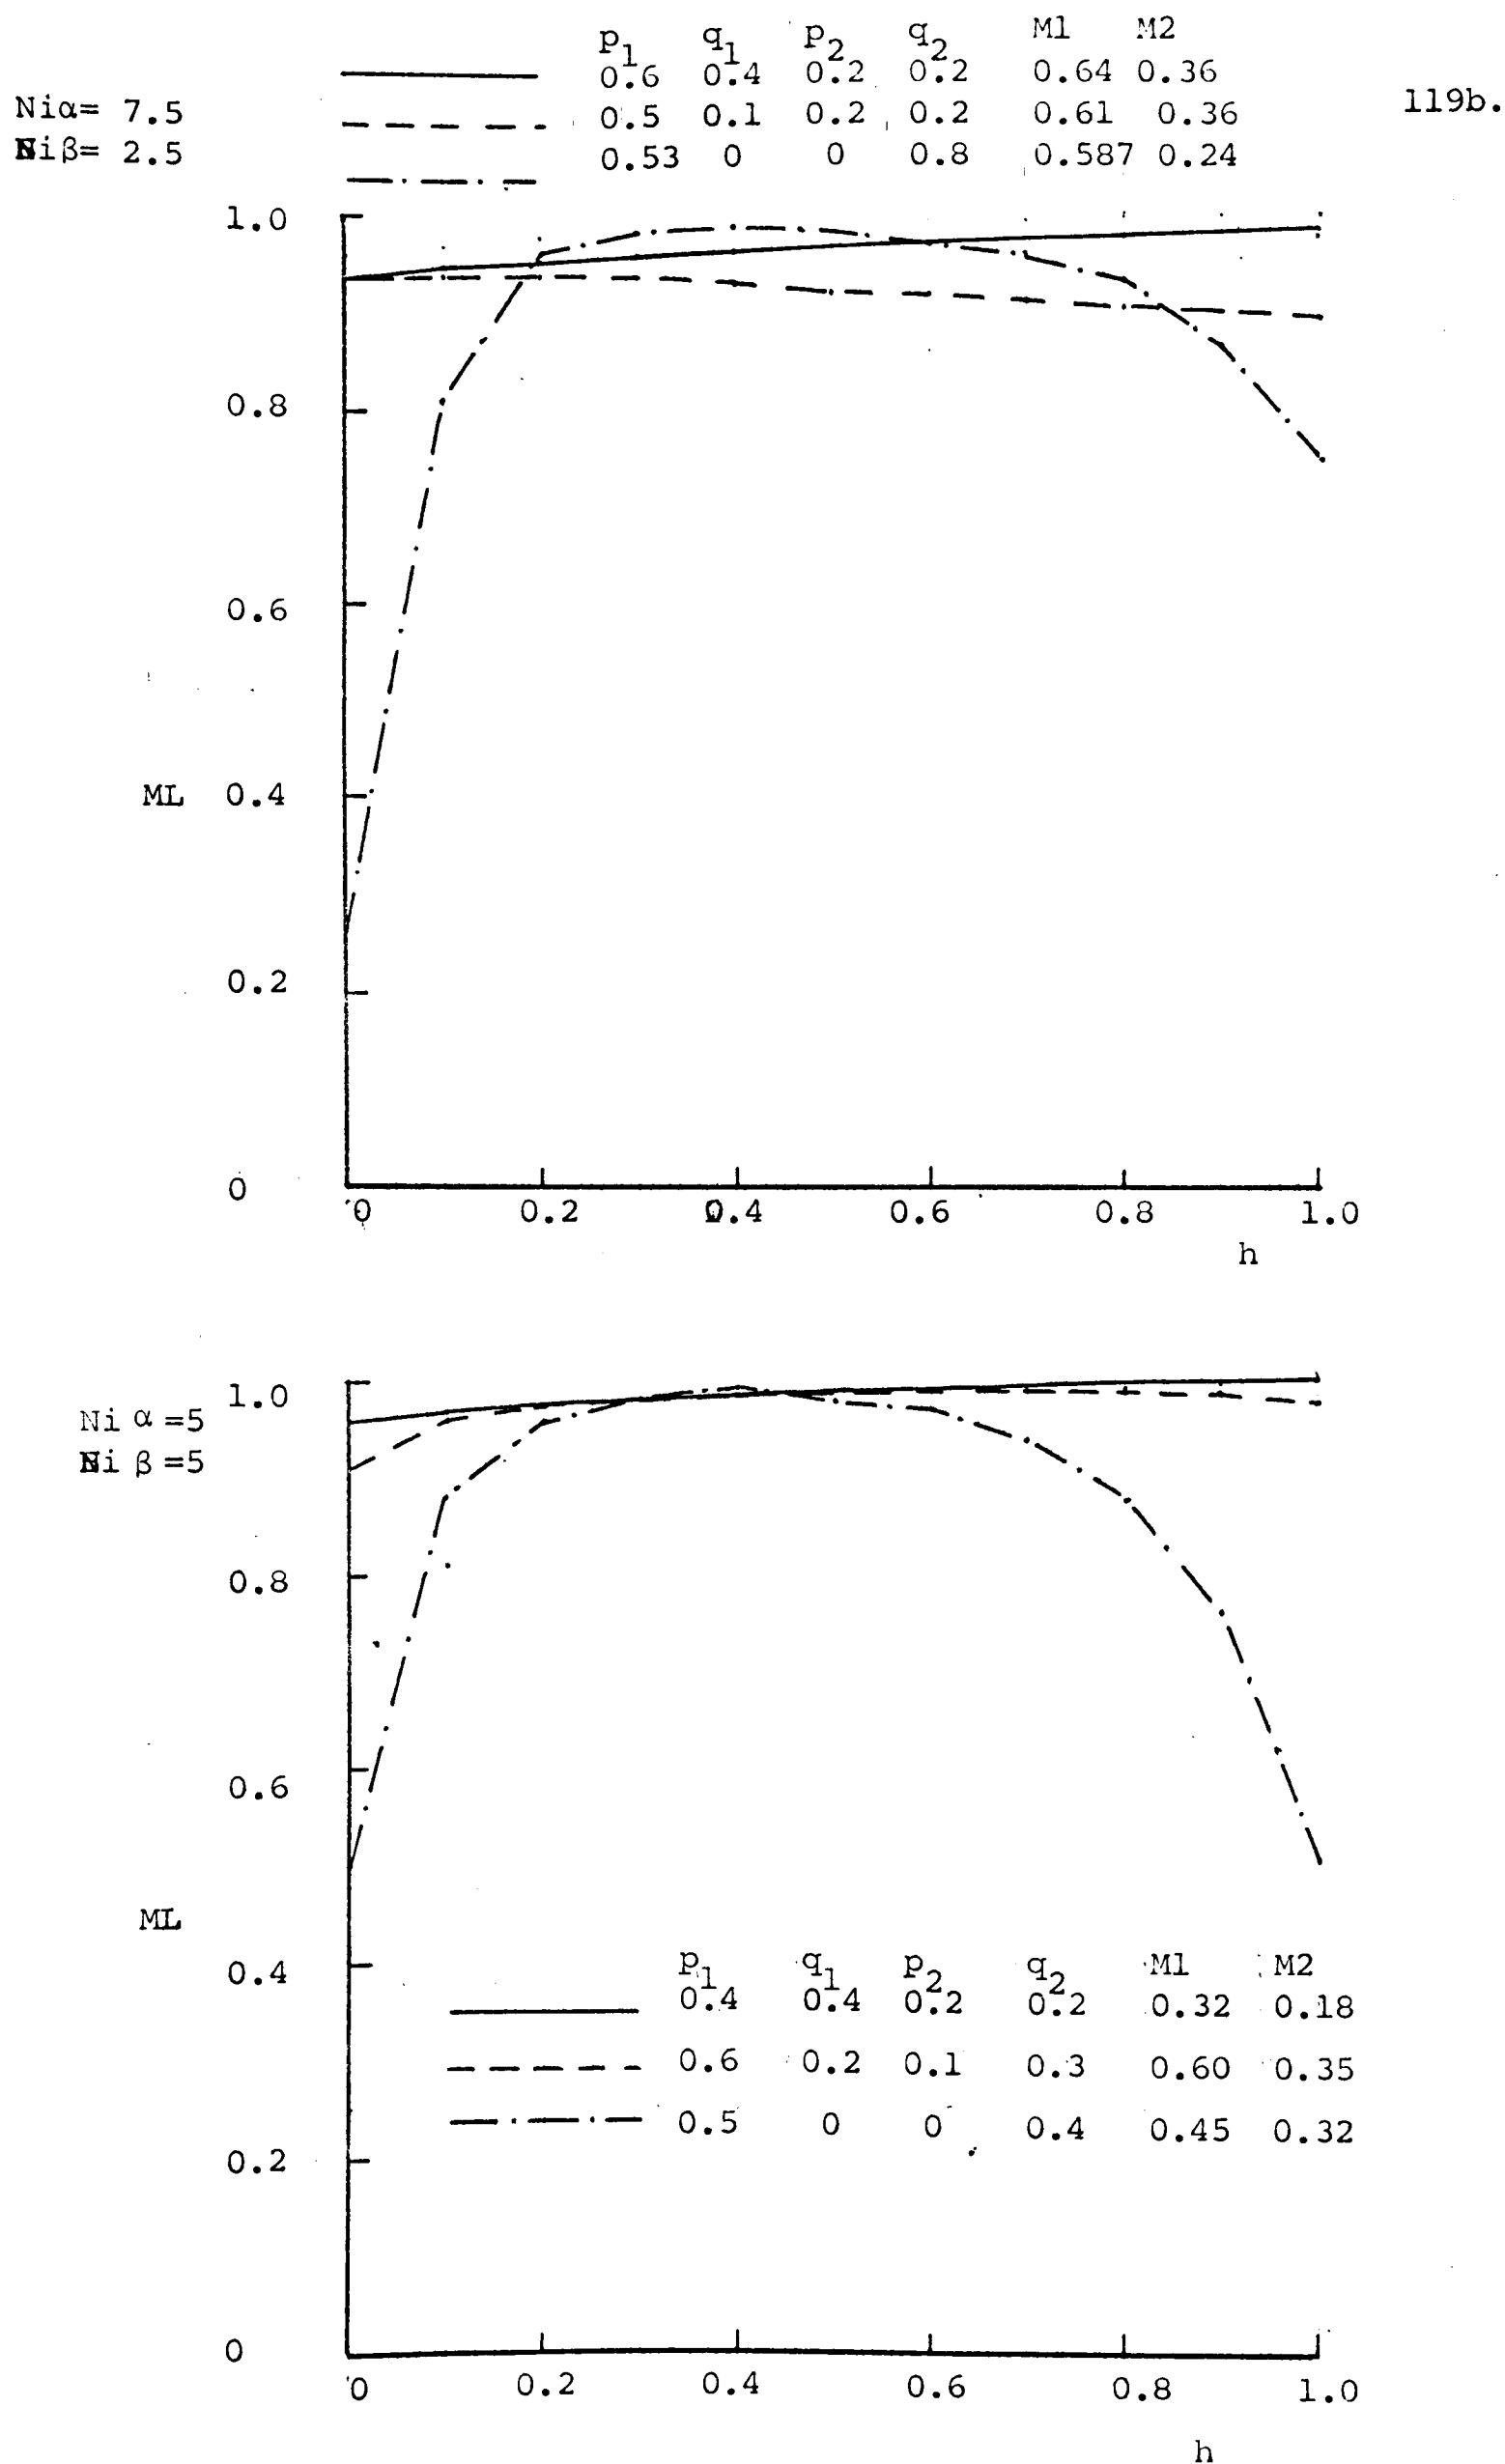 p1 q1 p2 q2 M1 M2
0.6 0.4 0.2 0.2 0.64 0.36
Niα= 7.5
0.5 0.1 0.2 0.2 0.61 0.36
119b.
Niβ= 2.5
0.53 0 0 0.8 0.587 0.24
1.0
0.8
0.6
ML 0.4
0.2
0
0 0.2 0.4 0.6 0.8 1.0
h
1.0
Ni α =5
Ni β =5
0.8
0.6
ML
0.4
p1 q1 p2 q2 M1 M2
0.4 0.4 0.2 0.2 0.32 0.18
0.6 0.2 0.1 0.3 0.60 0.35
0.5 0 0 0.4 0.45 0.32
0.2
0
0 0.2 0.4 0.6 0.8 1.0
h